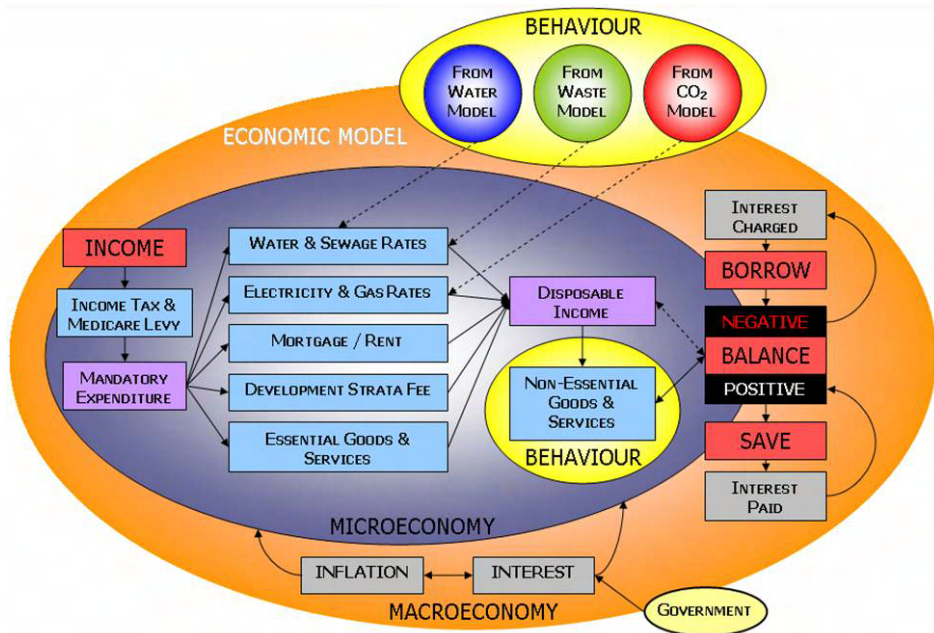 BEHAVIOUR
FROM
WATER
MODEL
FROM
WASTE
MODEL
FROM
CO₂
MODEL
ECONOMIC MODEL
INCOME
INCOME TAX &
MEDICARE LEVY
MANDATORY
EXPENDITURE
WATER & SEWAGE RATES
ELECTRICITY & GAS RATES
MORTGAGE / RENT
DEVELOPMENT STRATA FEE
ESSENTIAL GOODS &
SERVICES
DISPOSABLE
INCOME
NON-ESSENTIAL
GOODS &
SERVICES
BEHAVIOUR
INTEREST
CHARGED
BORROW
NEGATIVE
BALANCE
POSITIVE
SAVE
INTEREST
PAID
MICROECONOMY
INFLATION
INTEREST
MACROECONOMY
GOVERNMENT